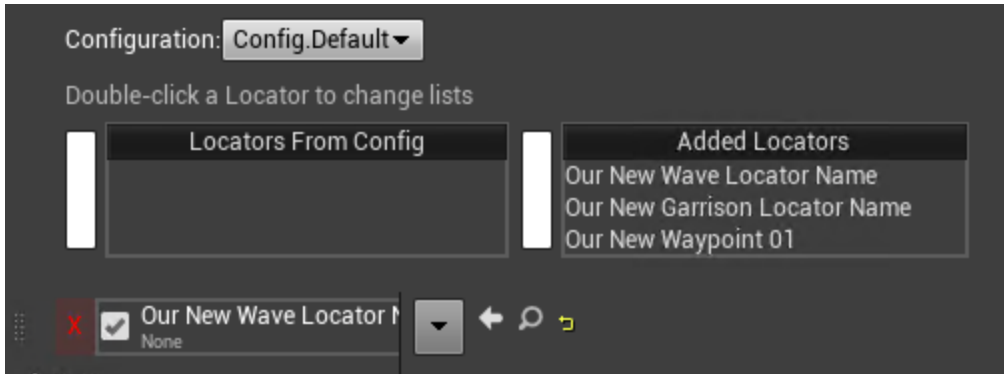 Configuration: Config.Default
Double-click a Locator to change lists
Locators From Config
Added Locators
Our New Wave Locator Name
Our New Garrison Locator Name
Our New Waypoint 01
X
Our New Wave Locator
None